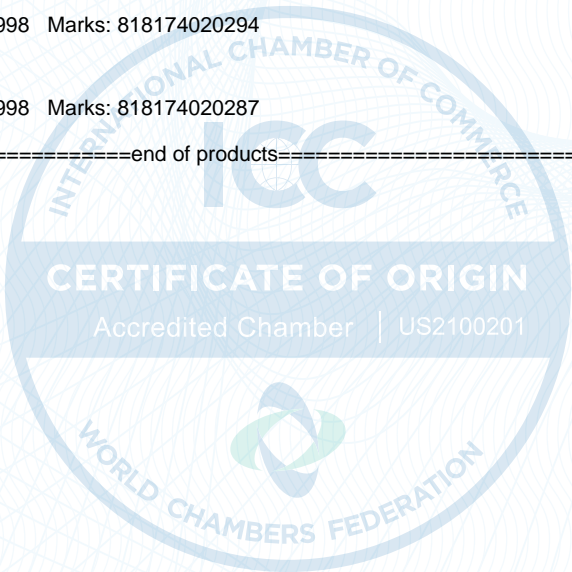 998 Marks: 818174020294
998 Marks: 818174020287
===========end of products========================
INTERNATIONAL CHAMBER OF COMMERCE
ICC
CERTIFICATE OF ORIGIN
Accredited Chamber | US2100201
WORLD CHAMBERS FEDERATION